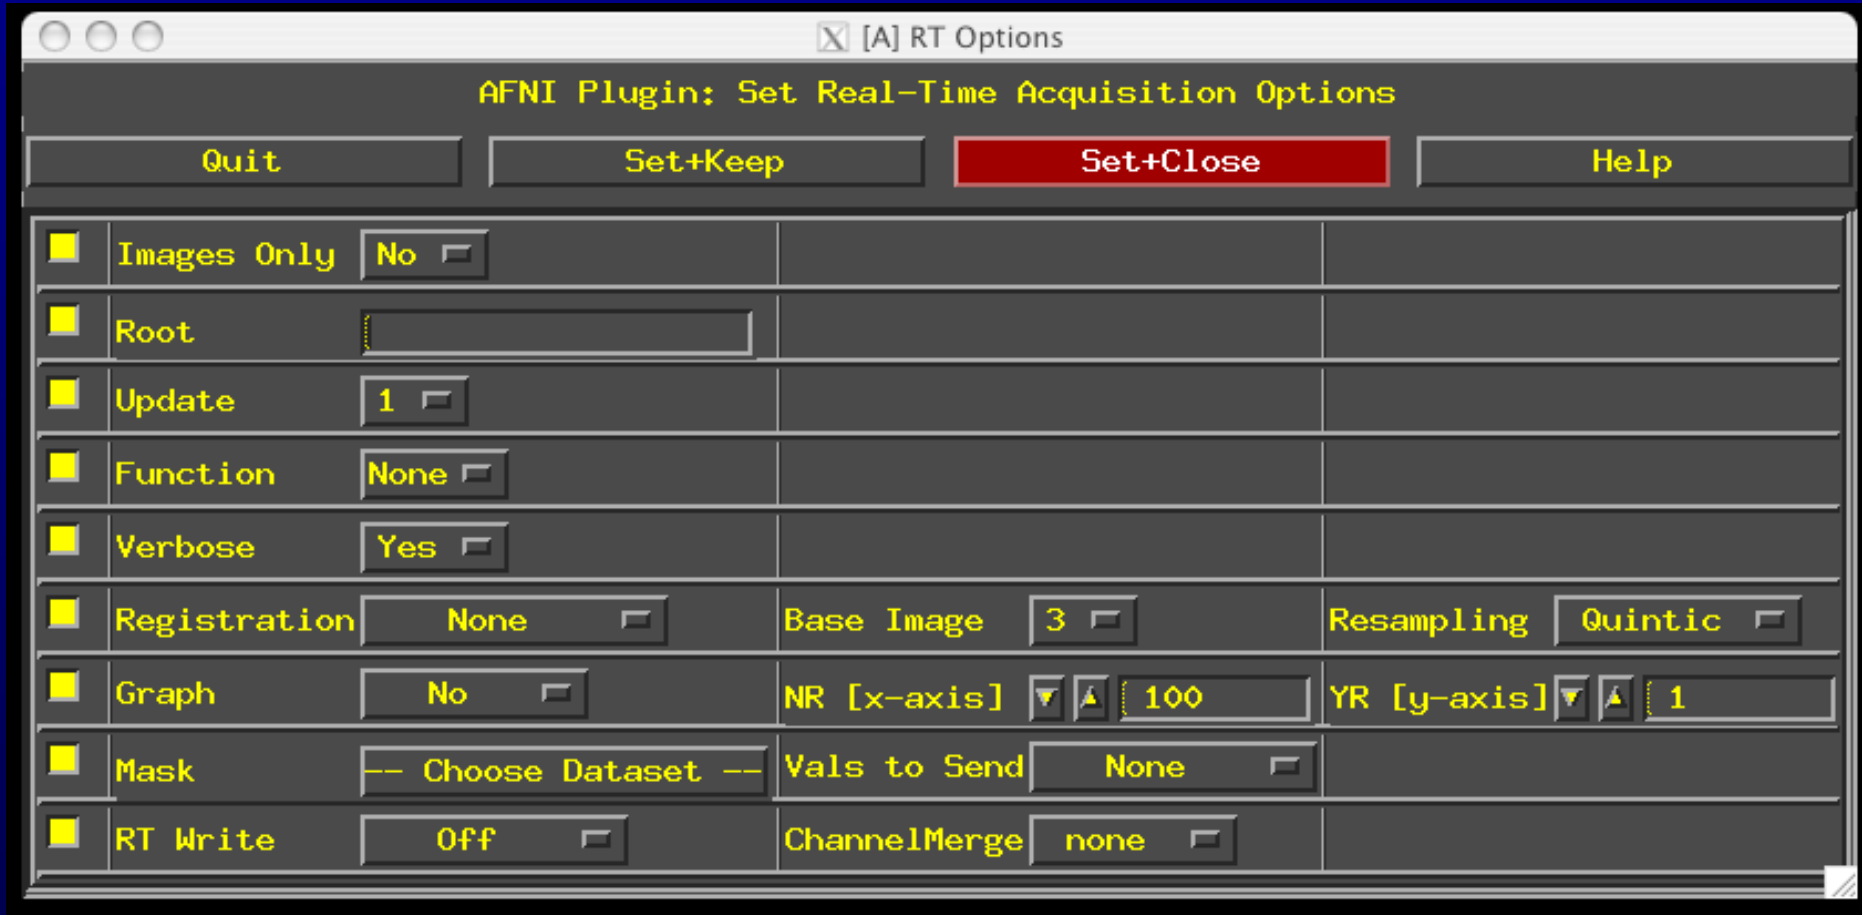 [A] RT Options
AFNI Plugin: Set Real-Time Acquisition Options
Quit Set+Keep Set+Close Help
Images Only No
Root
Update 1
Function None
Verbose Yes
Registration None Base Image 3 Resampling Quintic
Graph No NR [x-axis] 100 YR [y-axis] 1
Mask -- Choose Dataset -- Vals to Send None
RT Write Off ChannelMerge none